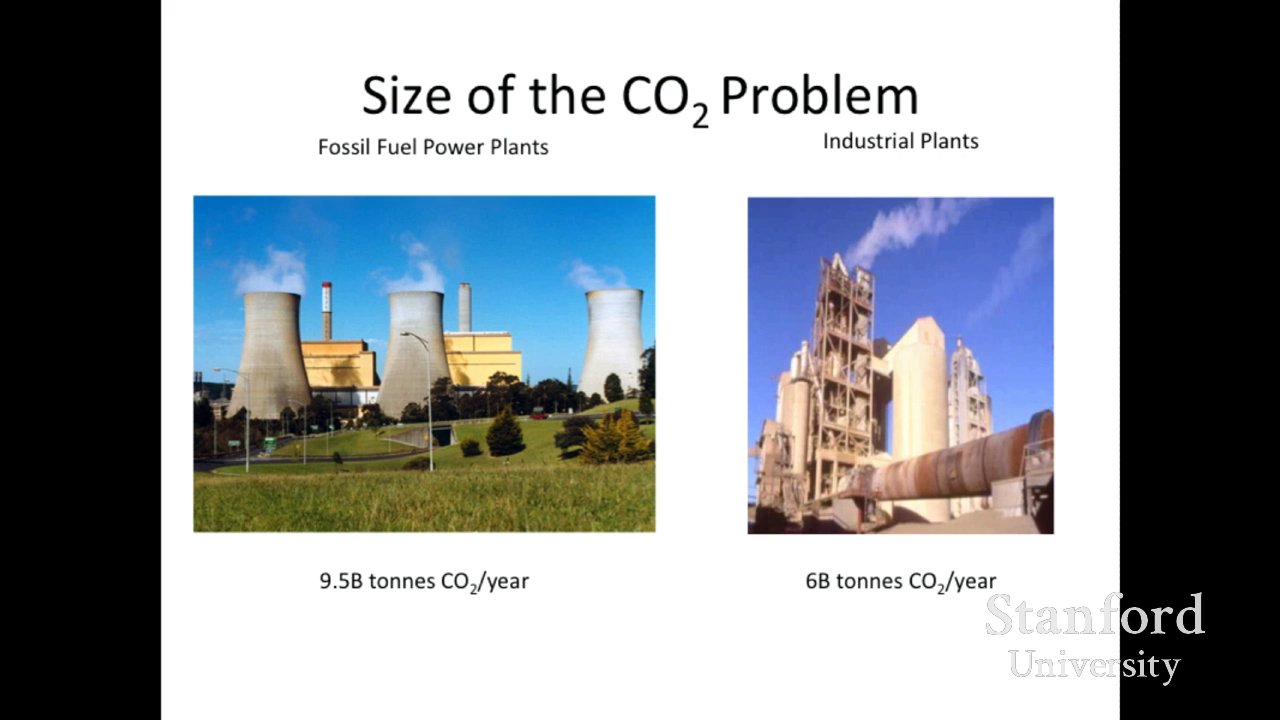 Size of the CO₂ Problem
Fossil Fuel Power Plants
Industrial Plants
9.5B tonnes CO₂/year
6B tonnes CO₂/year
Stanford
University